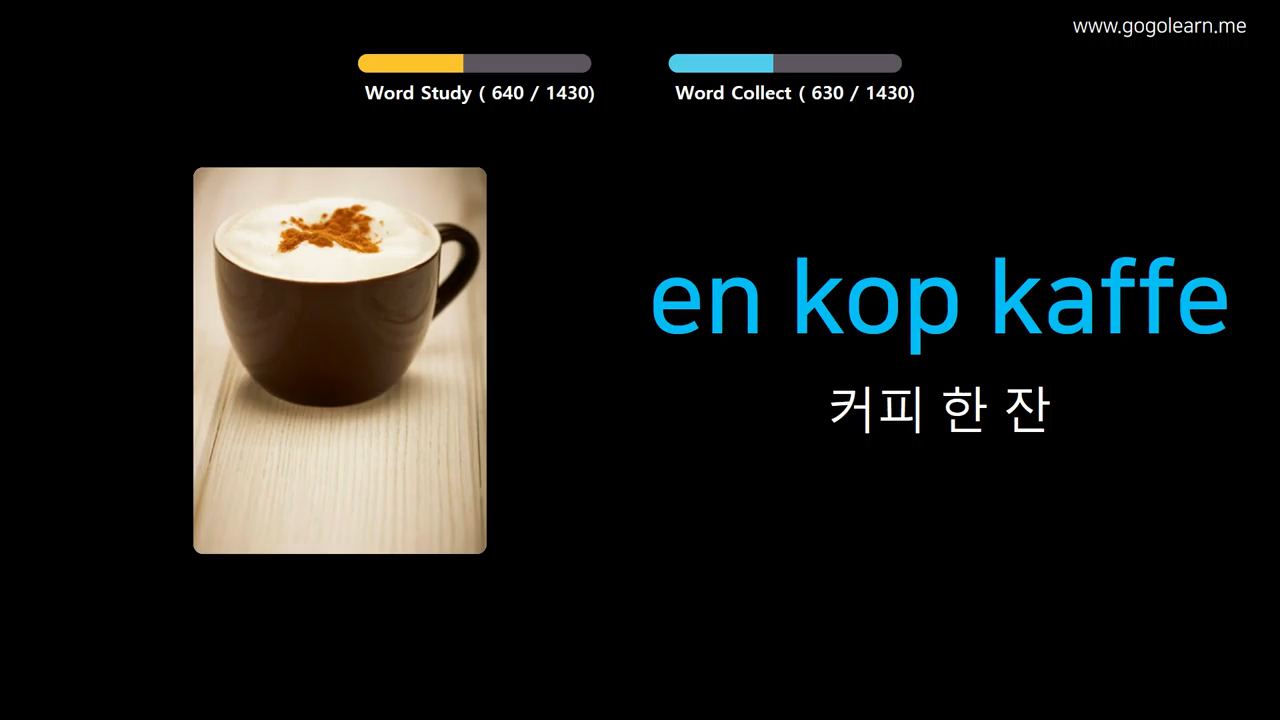 www.gogolearn.me
Word Study ( 640 / 1430)
Word Collect ( 630 / 1430)
en kop kaffe
커피 한 잔